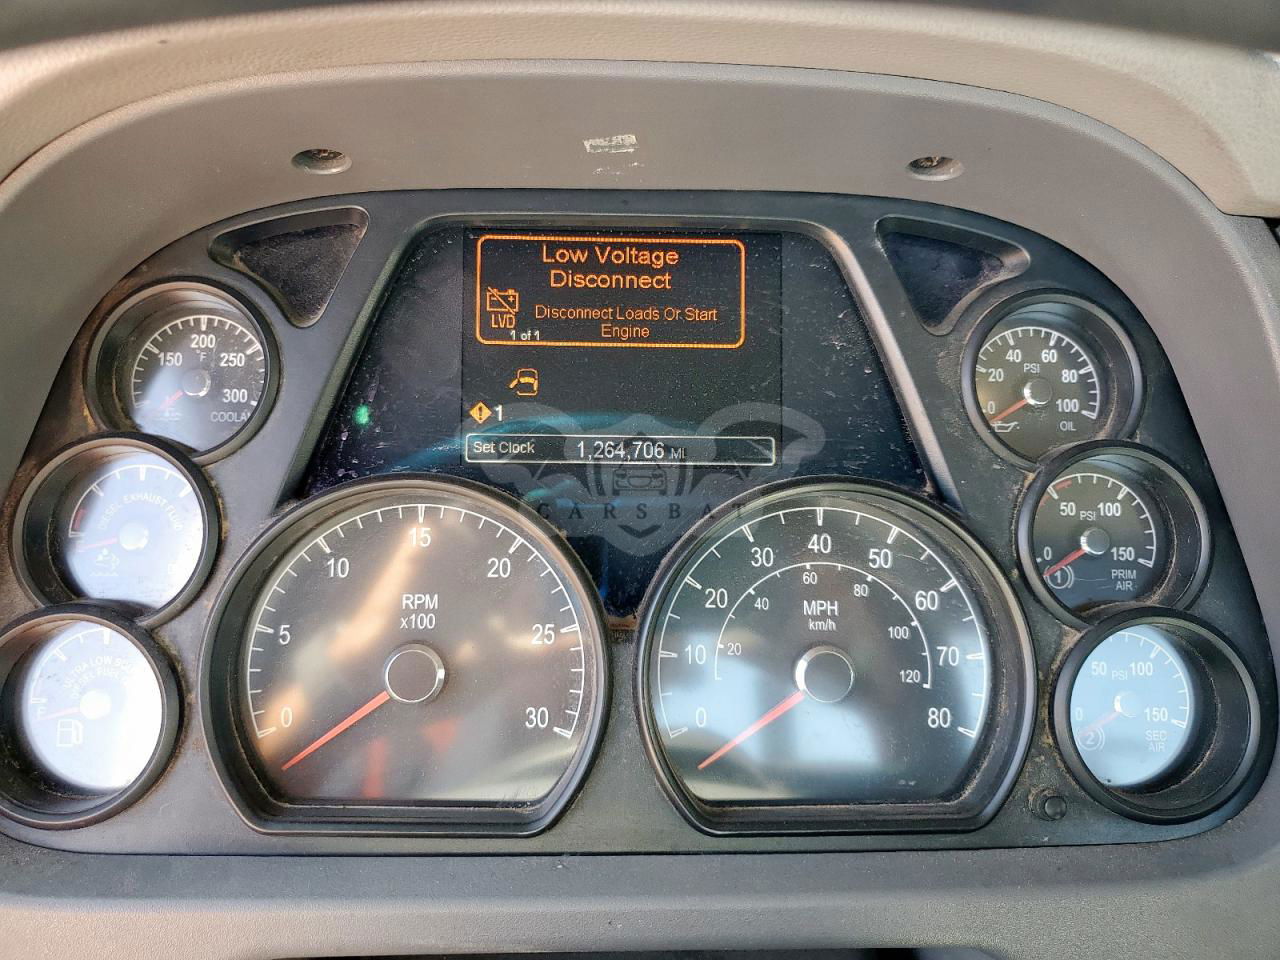 Low Voltage
Disconnect
LVD
Disconnect Loads Or Start
Engine
1 of 1
1
Set Clock 1,264,706 MI
150 200 250 300
°F
COOLANT
DIESEL EXHAUST FLUID
ULTRA LOW SULFUR
DIESEL FUEL ONLY
0 5 10 15 20 25 30
RPM
x100
0 10 20 30 40 50 60 70 80
20 40 60 80 100 120
MPH
km/h
0 20 40 60 80 100
PSI
OIL
0 50 100 150
PSI
1
PRIM
AIR
0 50 100 150
PSI
2
SEC
AIR
CARSBAT